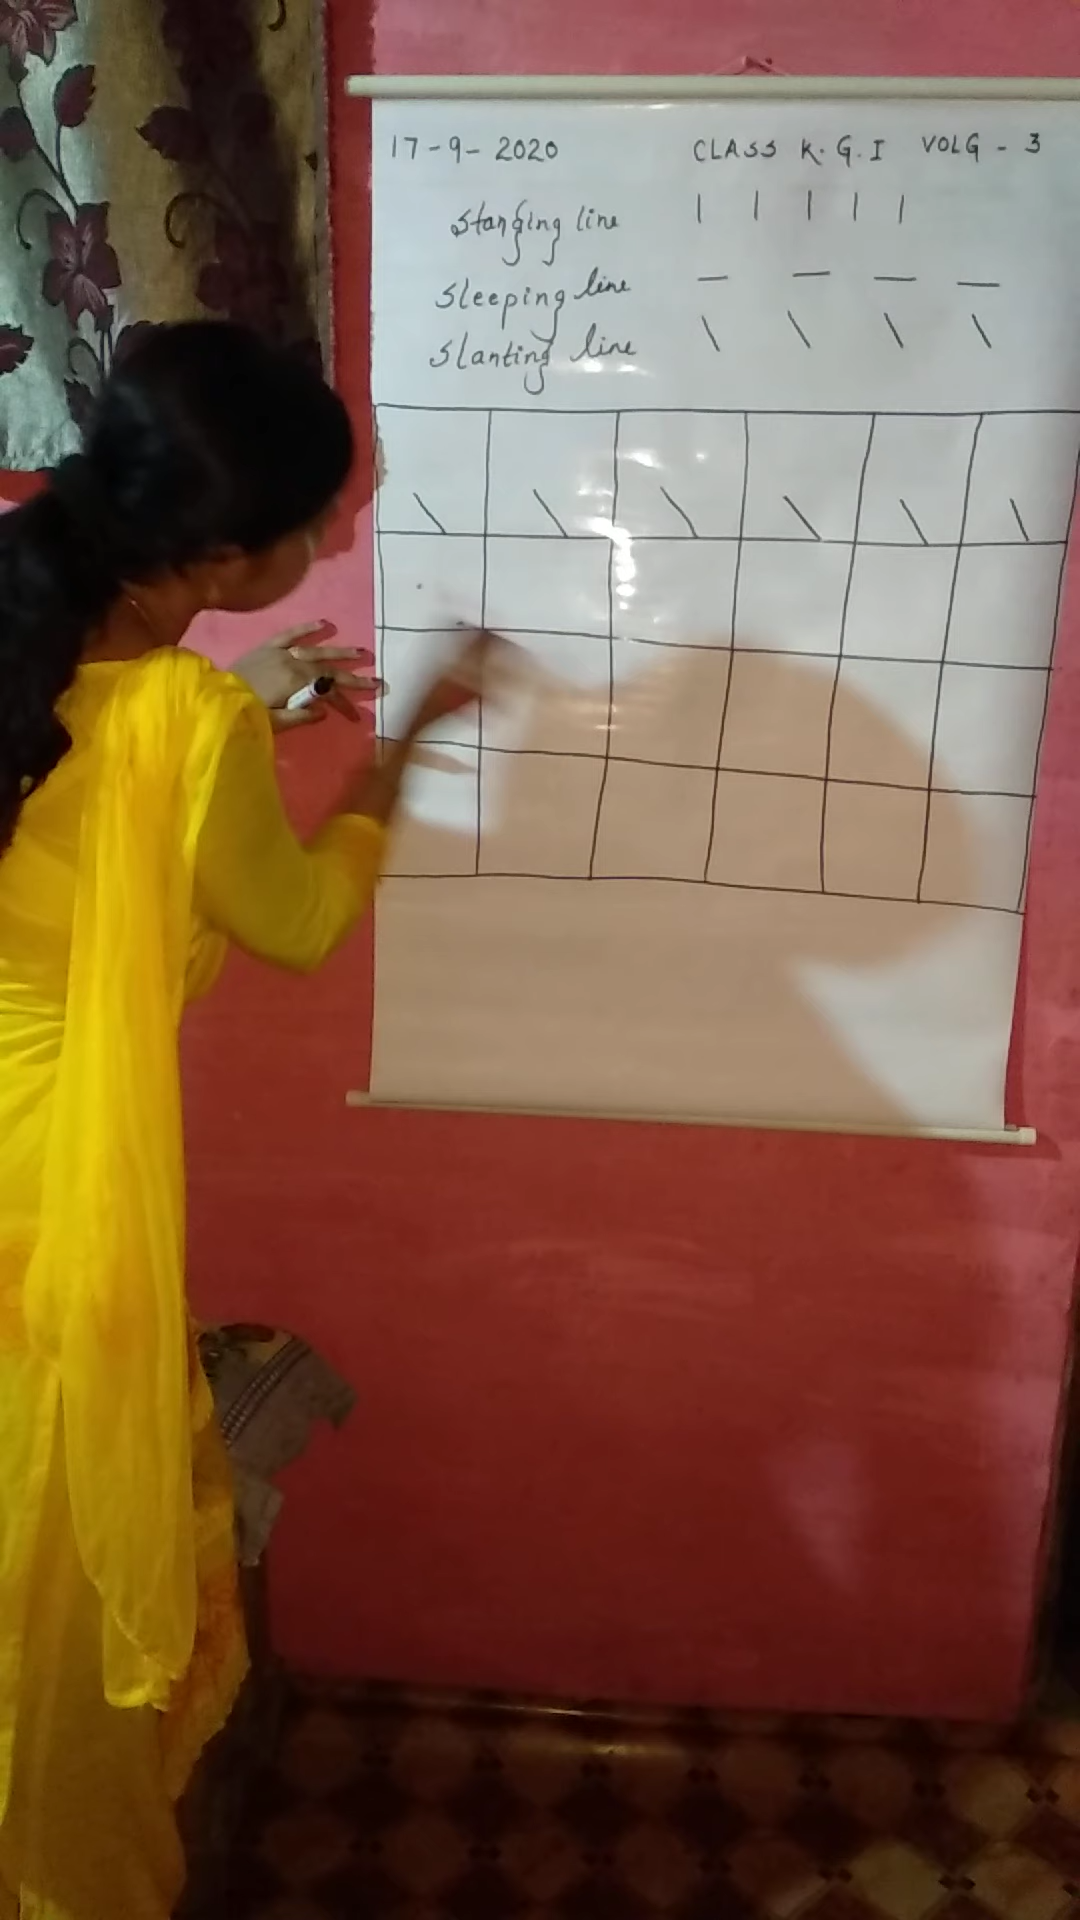 17-9-2020 CLASS K.G.I VOLG-3
Standing line
Sleeping line
Slanting line